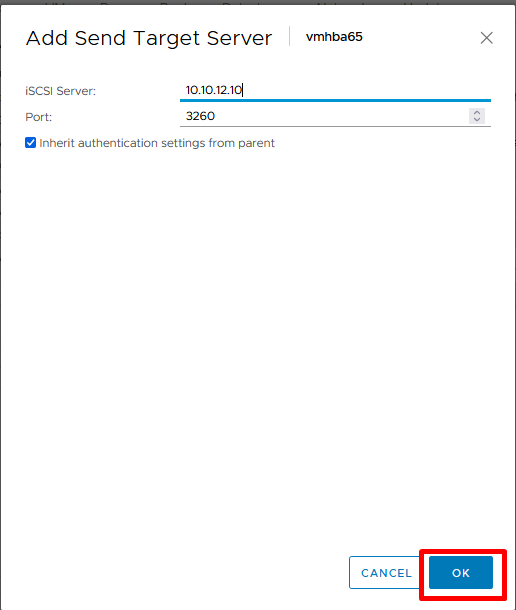 Add Send Target Server vmhba65
iSCSI Server: 10.10.12.10
Port: 3260
Inherit authentication settings from parent
CANCEL OK